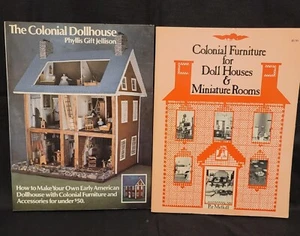 The Colonial Dollhouse
Phyllis Gift Jellison
How to Make Your Own Early American
Dollhouse with Colonial Furniture and
Accessories for under $50.
Colonial Furniture
for
Doll Houses
&
Miniature Rooms